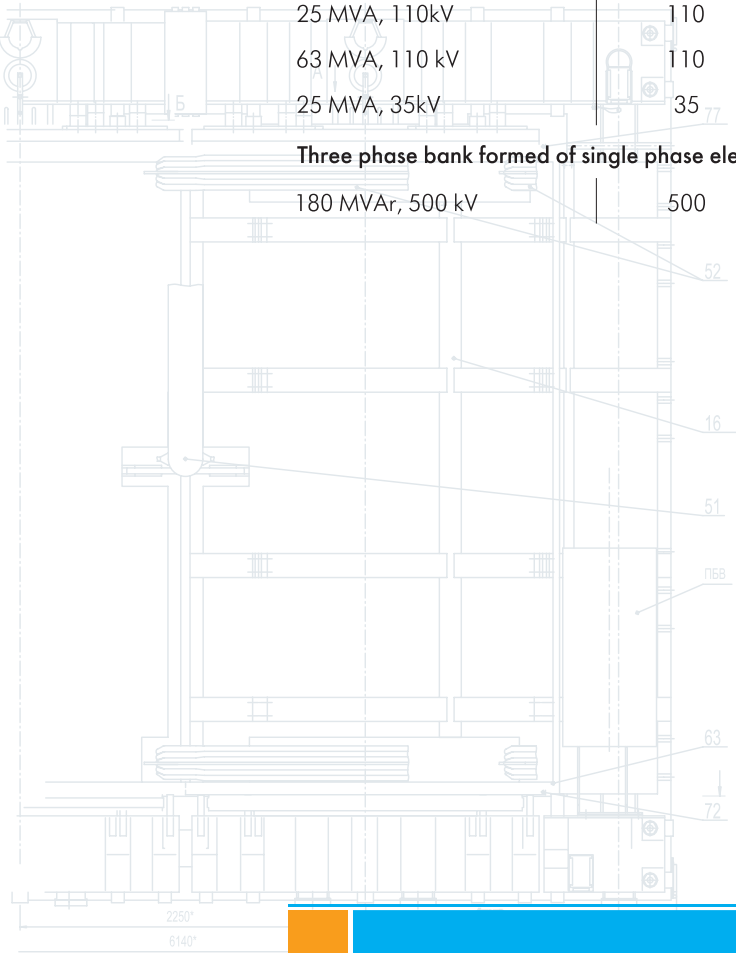 25 MVA, 110kV 110
63 MVA, 110 kV 110
А
Б
25 MVA, 35kV 35
77
Three phase bank formed of single phase ele
180 MVAr, 500 kV 500
52
16
51
ПБВ
63
72
2250*
6140*